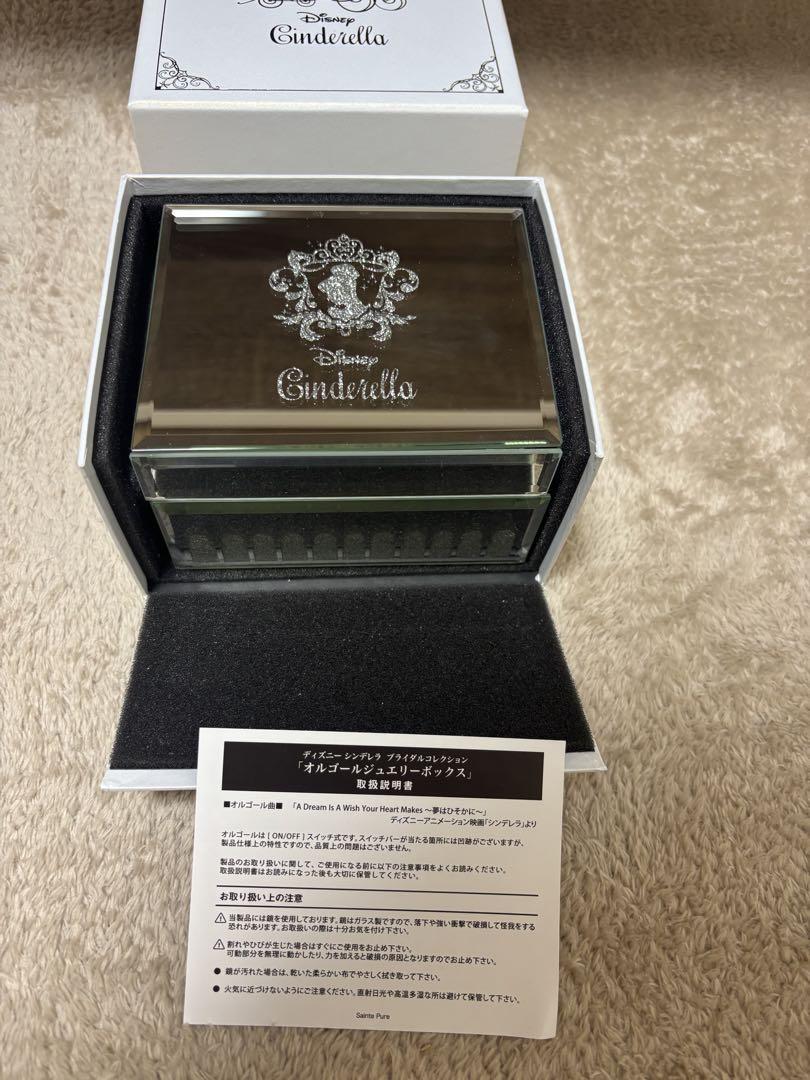 Disney
Cinderella
Disney
Cinderella
ディズニー シンデレラ ブライダルコレクション
「オルゴールジュエリーボックス」
取扱説明書
■オルゴール曲■ 「A Dream Is A Wish Your Heart Makes ～夢はひそかに～」
ディズニーアニメーション映画「シンデレラ」より
オルゴールは [ ON/OFF ] スイッチ式です。スイッチバーが当たる箇所には凹跡がございますが、
製品仕様上の特性ですので、品質上の問題はございません。
製品のお取り扱いに関して、ご使用になる前に以下の注意事項をよくお読みください。
取扱説明書はお読みになった後も大切に保管してください。
お取り扱い上の注意
⚠ 当製品には鏡を使用しております。鏡はガラス製ですので、落下や強い衝撃で破損して怪我をする
恐れがあります。お取扱いの際は十分お気を付け下さい。
⚠ 割れやひびが生じた場合はすぐにご使用をお止め下さい。
可動部分を無理に動かしたり、力を加えると破損の原因となりますのでお止め下さい。
● 鏡が汚れた場合は、乾いた柔らかい布でやさしく拭き取って下さい。
● 火気に近づけないようにご注意ください。直射日光や高温多湿な所は避けて保管して下さい。
Sainte Pure